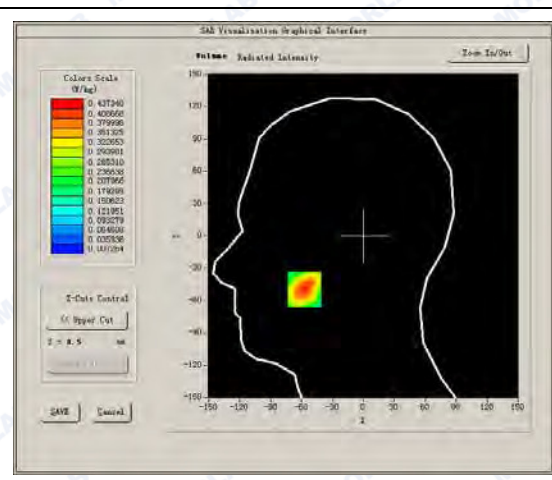 SAR Visualisation Graphical Interface
Volume Radiated Intensity
Zoom In/Out
Colors Scale
(W/kg)
0.437340
0.408668
0.379996
0.351325
0.322653
0.293981
0.265310
0.236638
0.207966
0.179295
0.150623
0.121951
0.093279
0.064608
0.035936
0.007264
150
90
60
30
0
-30
-60
-90
-120
-150
-150 -120 -90 -60 -30 0 30 60 90 120 150
X
Z-Cuts Control
<< Upper Cut
Z = 8.5 mm
SAVE Cancel